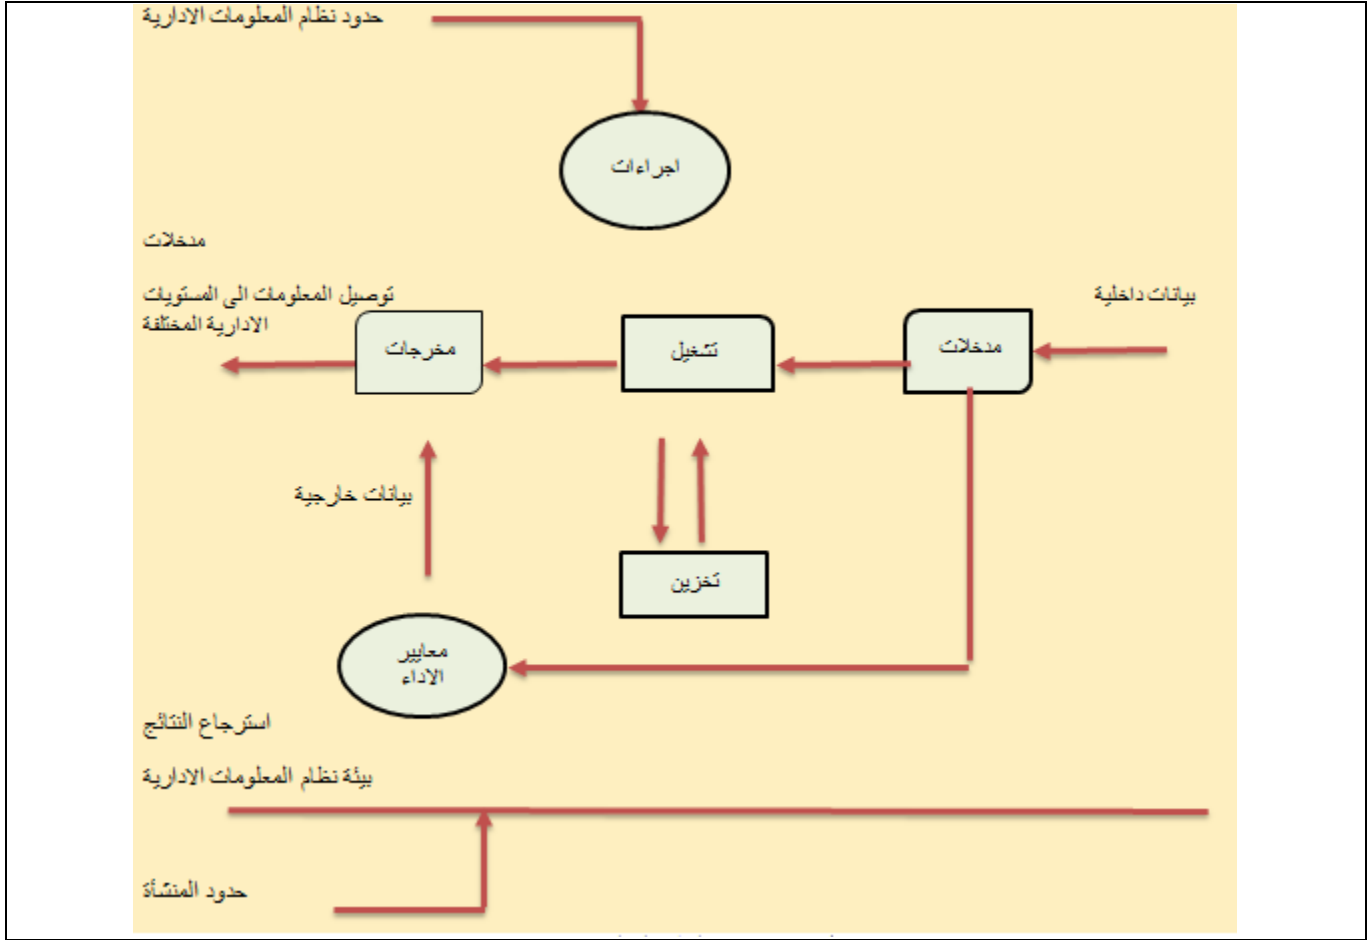 حدود نظام المعلومات الادارية
اجراءات
مدخلات
بيانات داخلية
توصيل المعلومات الى المستويات
الادارية المختلفة
مدخلات
تشغيل
مخرجات
بيانات خارجية
تخزين
معايير
الاداء
استرجاع النتائج
بيئة نظام المعلومات الادارية
حدود المنشأة